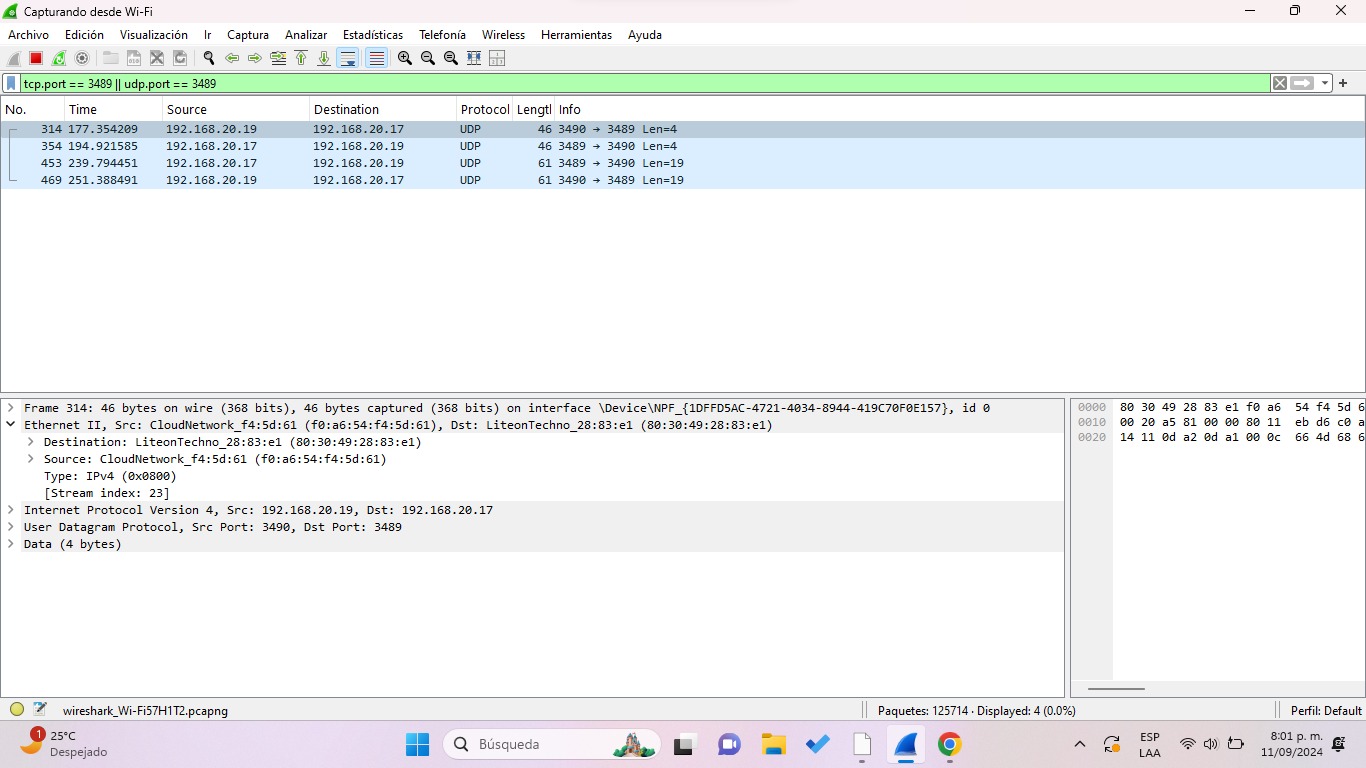 Capturando desde Wi-Fi
Archivo Edición Visualización Ir Captura Analizar Estadísticas Telefonía Wireless Herramientas Ayuda
tcp.port == 3489 || udp.port == 3489
No. Time Source Destination Protocol Lengtl Info
314 177.354209 192.168.20.19 192.168.20.17 UDP 46 3490 → 3489 Len=4
354 194.921585 192.168.20.17 192.168.20.19 UDP 46 3489 → 3490 Len=4
453 239.794451 192.168.20.17 192.168.20.19 UDP 61 3489 → 3490 Len=19
469 251.388491 192.168.20.19 192.168.20.17 UDP 61 3490 → 3489 Len=19
Frame 314: 46 bytes on wire (368 bits), 46 bytes captured (368 bits) on interface \Device\NPF_{1DFFD5AC-4721-4034-8944-419C70F0E157}, id 0
Ethernet II, Src: CloudNetwork_f4:5d:61 (f0:a6:54:f4:5d:61), Dst: LiteonTechno_28:83:e1 (80:30:49:28:83:e1)
Destination: LiteonTechno_28:83:e1 (80:30:49:28:83:e1)
Source: CloudNetwork_f4:5d:61 (f0:a6:54:f4:5d:61)
Type: IPv4 (0x0800)
[Stream index: 23]
Internet Protocol Version 4, Src: 192.168.20.19, Dst: 192.168.20.17
User Datagram Protocol, Src Port: 3490, Dst Port: 3489
Data (4 bytes)
0000 80 30 49 28 83 e1 f0 a6 54 f4 5d 6
0010 00 20 a5 81 00 00 80 11 eb d6 c0 a
0020 14 11 0d a2 0d a1 00 0c 66 4d 68 6
wireshark_Wi-Fi57H1T2.pcapng
Paquetes: 125714 · Displayed: 4 (0.0%)
Perfil: Default
1
25°C
Despejado
Búsqueda
ESP
LAA
8:01 p. m.
11/09/2024